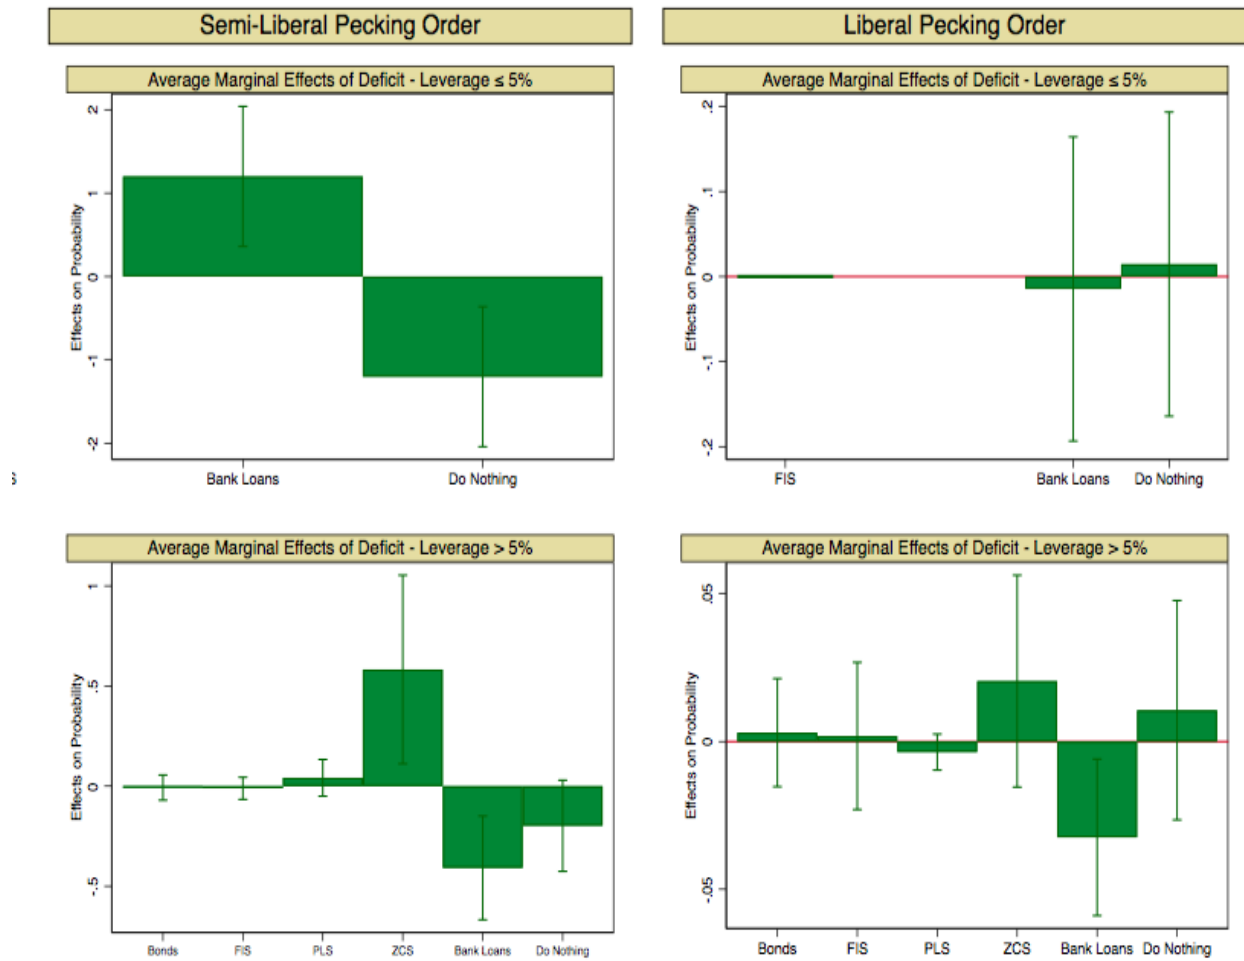 Semi-Liberal Pecking Order
Liberal Pecking Order
Average Marginal Effects of Deficit - Leverage ≤ 5%
Effects on Probability
2
1
0
-1
-2
Bank Loans
Do Nothing
s
Average Marginal Effects of Deficit - Leverage ≤ 5%
Effects on Probability
.2
.1
0
-.1
-.2
FIS
Bank Loans
Do Nothing
Average Marginal Effects of Deficit - Leverage > 5%
Effects on Probability
1
.5
0
-.5
Bonds
FIS
PLS
ZCS
Bank Loans
Do Nothing
Average Marginal Effects of Deficit - Leverage > 5%
Effects on Probability
.05
0
-.05
Bonds
FIS
PLS
ZCS
Bank Loans
Do Nothing